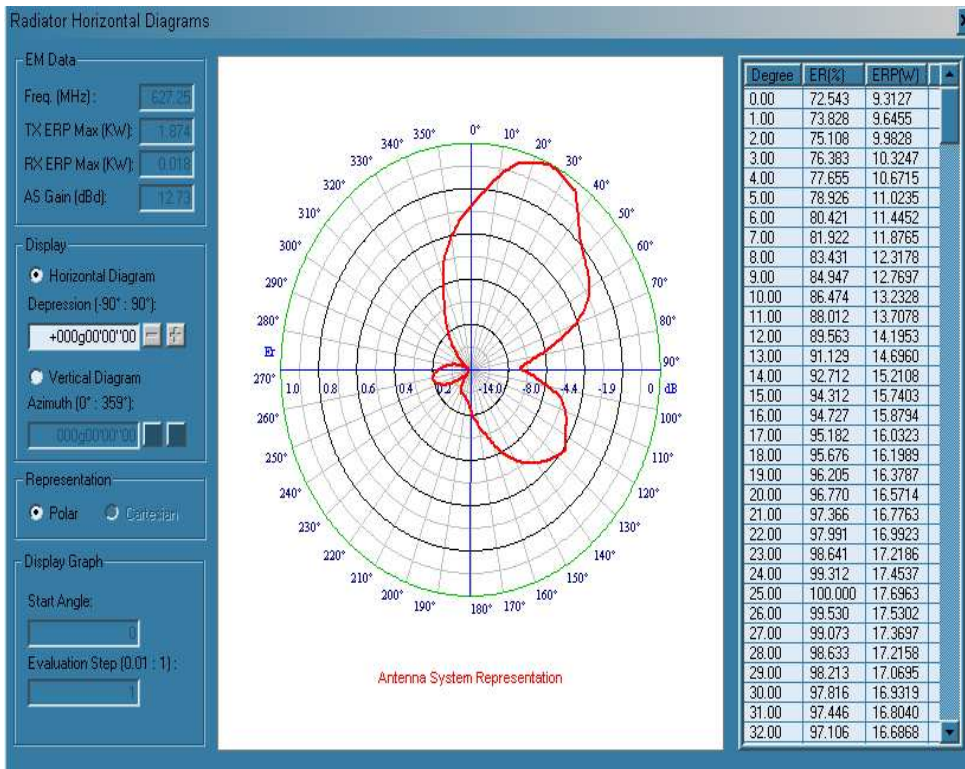 Radiator Horizontal Diagrams
EM Data
Freq. (MHz) : 627.25
TX ERP Max (KW): 1.874
RX ERP Max (KW): 0.018
AS Gain (dBd): 12.73
Display
Horizontal Diagram
Depression (-90° : 90°):
+000g00'00"00
Vertical Diagram
Azimuth (0° : 359°):
000g00'00"00
Representation
Polar Cartesian
Display Graph
Start Angle:
0
Evaluation Step (0.01 : 1) :
1
0°
350° 10°
340° 20°
330° 30°
320° 40°
310° 50°
300° 60°
290° 70°
280° 80°
Er 90°
270° 1.0 0.8 0.6 0.4 0.2 -14.0 -8.0 -4.4 -1.9 0 dB
260° 100°
250° 110°
240° 120°
230° 130°
220° 140°
210° 150°
200° 160°
190° 180° 170°
Antenna System Representation
Degree ER(%) ERP(W)
0.00 72.543 9.3127
1.00 73.828 9.6455
2.00 75.108 9.9828
3.00 76.383 10.3247
4.00 77.655 10.6715
5.00 78.926 11.0235
6.00 80.421 11.4452
7.00 81.922 11.8765
8.00 83.431 12.3178
9.00 84.947 12.7697
10.00 86.474 13.2328
11.00 88.012 13.7078
12.00 89.563 14.1953
13.00 91.129 14.6960
14.00 92.712 15.2108
15.00 94.312 15.7403
16.00 94.727 15.8794
17.00 95.182 16.0323
18.00 95.676 16.1989
19.00 96.205 16.3787
20.00 96.770 16.5714
21.00 97.366 16.7763
22.00 97.991 16.9923
23.00 98.641 17.2186
24.00 99.312 17.4537
25.00 100.000 17.6963
26.00 99.530 17.5302
27.00 99.073 17.3697
28.00 98.633 17.2158
29.00 98.213 17.0695
30.00 97.816 16.9319
31.00 97.446 16.8040
32.00 97.106 16.6868